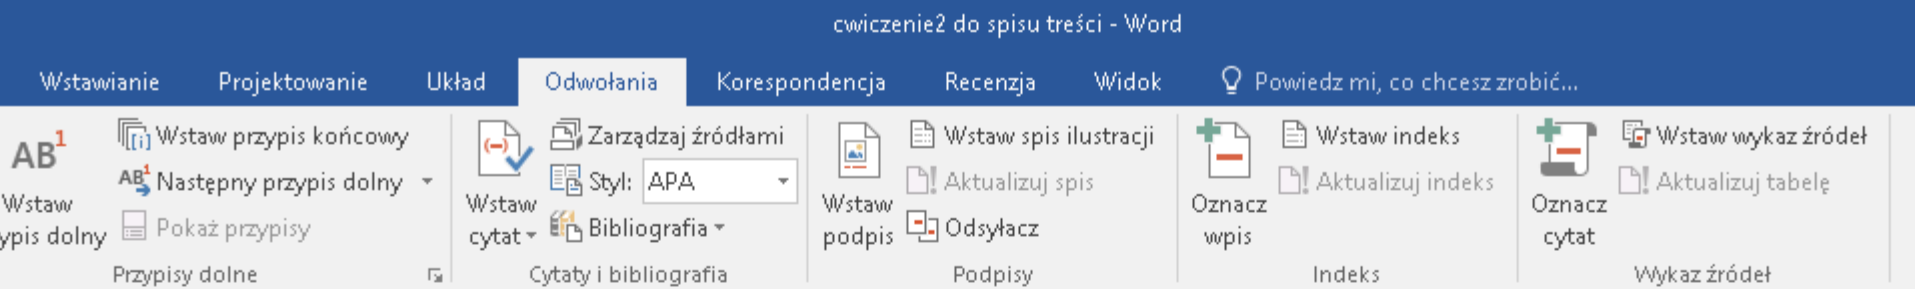 cwiczenie2 do spisu treści - Word
Wstawianie Projektowanie Układ Odwołania Korespondencja Recenzja Widok Powiedz mi, co chcesz zrobić...
AB1
Wstaw
ypis dolny
[i] Wstaw przypis końcowy
AB1 Następny przypis dolny
Pokaż przypisy
Przypisy dolne
(-)
Wstaw
cytat
Zarządzaj źródłami
Styl: APA
Bibliografia
Cytaty i bibliografia
Wstaw
podpis
Wstaw spis ilustracji
Aktualizuj spis
Odsyłacz
Podpisy
Oznacz
wpis
Wstaw indeks
Aktualizuj indeks
Indeks
Oznacz
cytat
Wstaw wykaz źródeł
Aktualizuj tabelę
Wykaz źródeł